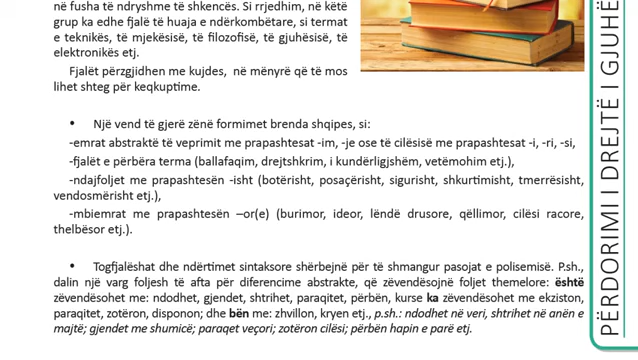 në fusha të ndryshme të shkencës. Si rrjedhim, në këtë
grup ka edhe fjalë të huaja e ndërkombëtare, si termat
e teknikës, të mjekësisë, të filozofisë, të gjuhësisë, të
elektronikës etj.
Fjalët përzgjidhen me kujdes, në mënyrë që të mos
lihet shteg për keqkuptime.
• Një vend të gjerë zënë formimet brenda shqipes, si:
-emrat abstraktë të veprimit me prapashtesat -im, -je ose të cilësisë me prapashtesat -i, -ri, -si,
-fjalët e përbëra terma (ballafaqim, drejtshkrim, i kundërligjshëm, vetëmohim etj.),
-ndajfoljet me prapashtesën -isht (botërisht, posaçërisht, sigurisht, shkurtimisht, tmerrësisht,
vendosmërisht etj.),
-mbiemrat me prapashtesën –or(e) (burimor, ideor, lëndë drusore, qëllimor, cilësi racore,
thelbësor etj.).
• Togfjalëshat dhe ndërtimet sintaksore shërbejnë për të shmangur pasojat e polisemisë. P.sh.,
dalin një varg foljesh të afta për diferencime abstrakte, që zëvendësojnë foljet themelore: është
zëvendësohet me: ndodhet, gjendet, shtrihet, paraqitet, përbën, kurse ka zëvendësohet me ekziston,
paraqitet, zotëron, disponon; dhe bën me: zhvillon, kryen etj., p.sh.: ndodhet në veri, shtrihet në anën e
majtë; gjendet me shumicë; paraqet veçori; zotëron cilësi; përbën hapin e parë etj.
PËRDORIMI I DREJTË I GJUHË